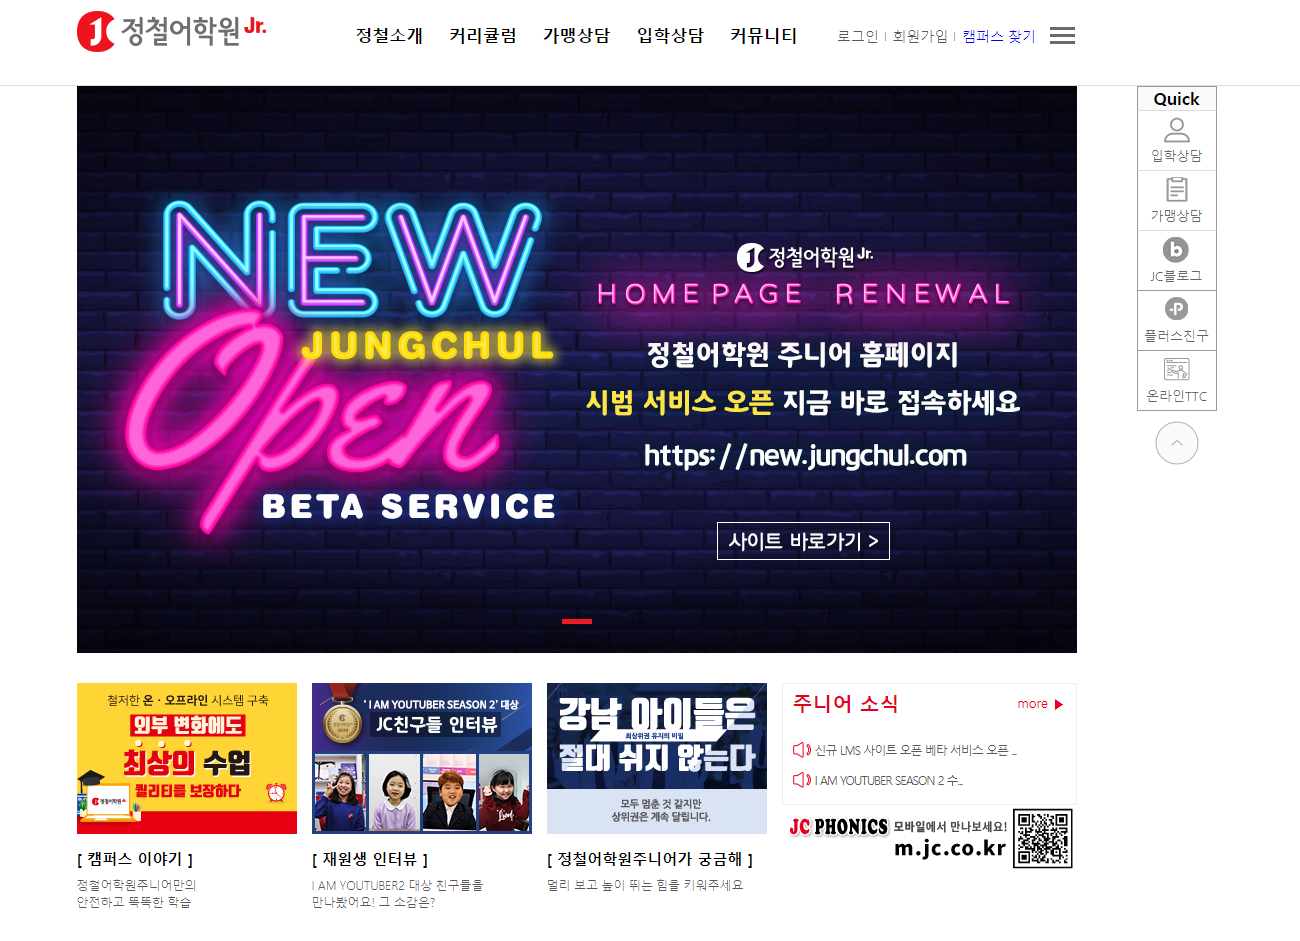 정철어학원 Jr.
정철소개 커리큘럼 가맹상담 입학상담 커뮤니티
로그인 | 회원가입 | 캠퍼스 찾기
Quick
입학상담
가맹상담
JC블로그
플러스친구
온라인TTC
NEW
JUNGCHUL
Open
BETA SERVICE
정철어학원Jr.
HOMEPAGE RENEWAL
정철어학원 주니어 홈페이지
시범 서비스 오픈 지금 바로 접속하세요
https://new.jungchul.com
사이트 바로가기 >
철저한 온·오프라인 시스템 구축
외부 변화에도
최상의 수업
퀄리티를 보장하다
정철어학원
[ 캠퍼스 이야기 ]
정철어학원주니어만의
안전하고 똑똑한 학습
'I AM YOUTUBER SEASON 2' 대상
JC친구들 인터뷰
2020
[ 재원생 인터뷰 ]
I AM YOUTUBER2 대상 친구들을
만나봤어요! 그 소감은?
강남 아이들은
최상위권 유지의 비밀
절대 쉬지 않는다
모두 멈춘 것 같지만
상위권은 계속 달립니다.
[ 정철어학원주니어가 궁금해 ]
멀리 보고 높이 뛰는 힘을 키워주세요
주니어 소식 more
신규 LMS 사이트 오픈 베타 서비스 오픈 ...
I AM YOUTUBER SEASON 2 수...
JC PHONICS 모바일에서 만나보세요!
m.jc.co.kr